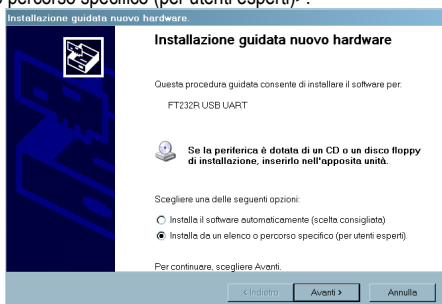 percorso specifico (per utenti esperti)>.
Installazione guidata nuovo hardware.
Installazione guidata nuovo hardware
Questa procedura guidata consente di installare il software per:
FT232R USB UART
Se la periferica è dotata di un CD o un disco floppy
di installazione, inserirlo nell'apposita unità.
Scegliere una delle seguenti opzioni:
Installa il software automaticamente (scelta consigliata)
Installa da un elenco o percorso specifico (per utenti esperti)
Per continuare, scegliere Avanti.
< Indietro Avanti > Annulla